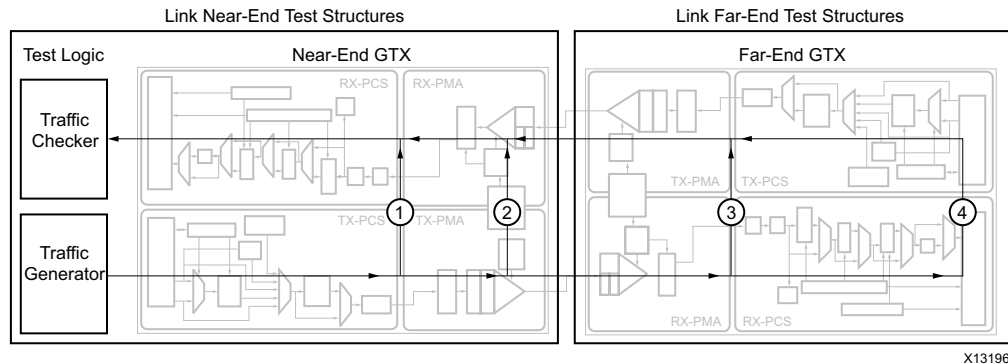 Link Near-End Test Structures
Link Far-End Test Structures
Test Logic
Near-End GTX
Far-End GTX
RX-PCS
RX-PMA
Traffic
Checker
TX-PMA
TX-PCS
1
2
3
4
TX-PCS
TX-PMA
Traffic
Generator
RX-PMA
RX-PCS
X13196